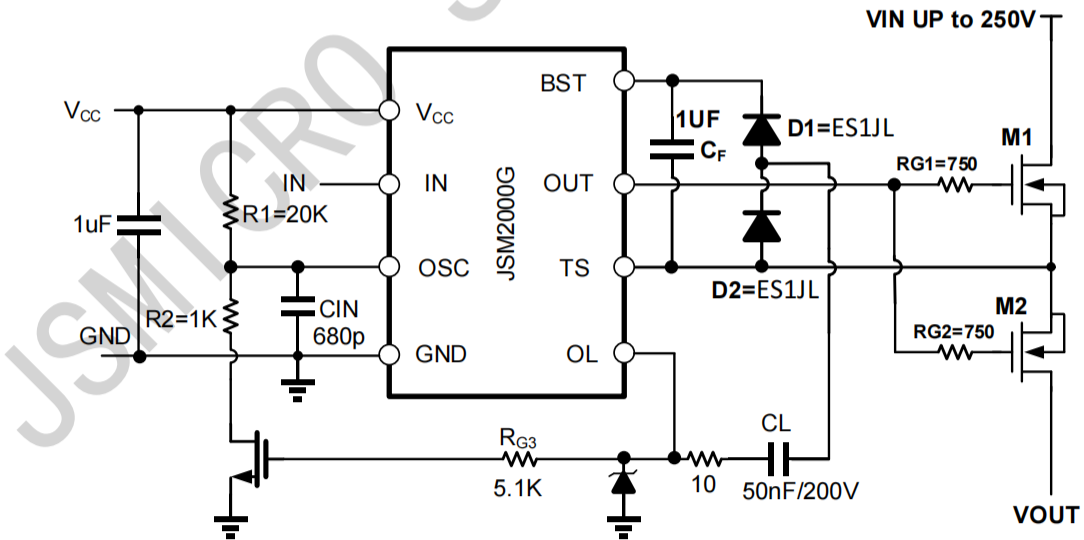 VIN UP to 250V
JSMICRO
JS
BST
VCC
VCC
1UF
CF
D1=ES1JL
M1
RG1=750
IN
IN
OUT
R1=20K
1uF
JSM2000G
OSC
TS
D2=ES1JL
M2
R2=1K
CIN
680p
GND
GND
OL
RG2=750
RG3
5.1K
10
CL
50nF/200V
VOUT